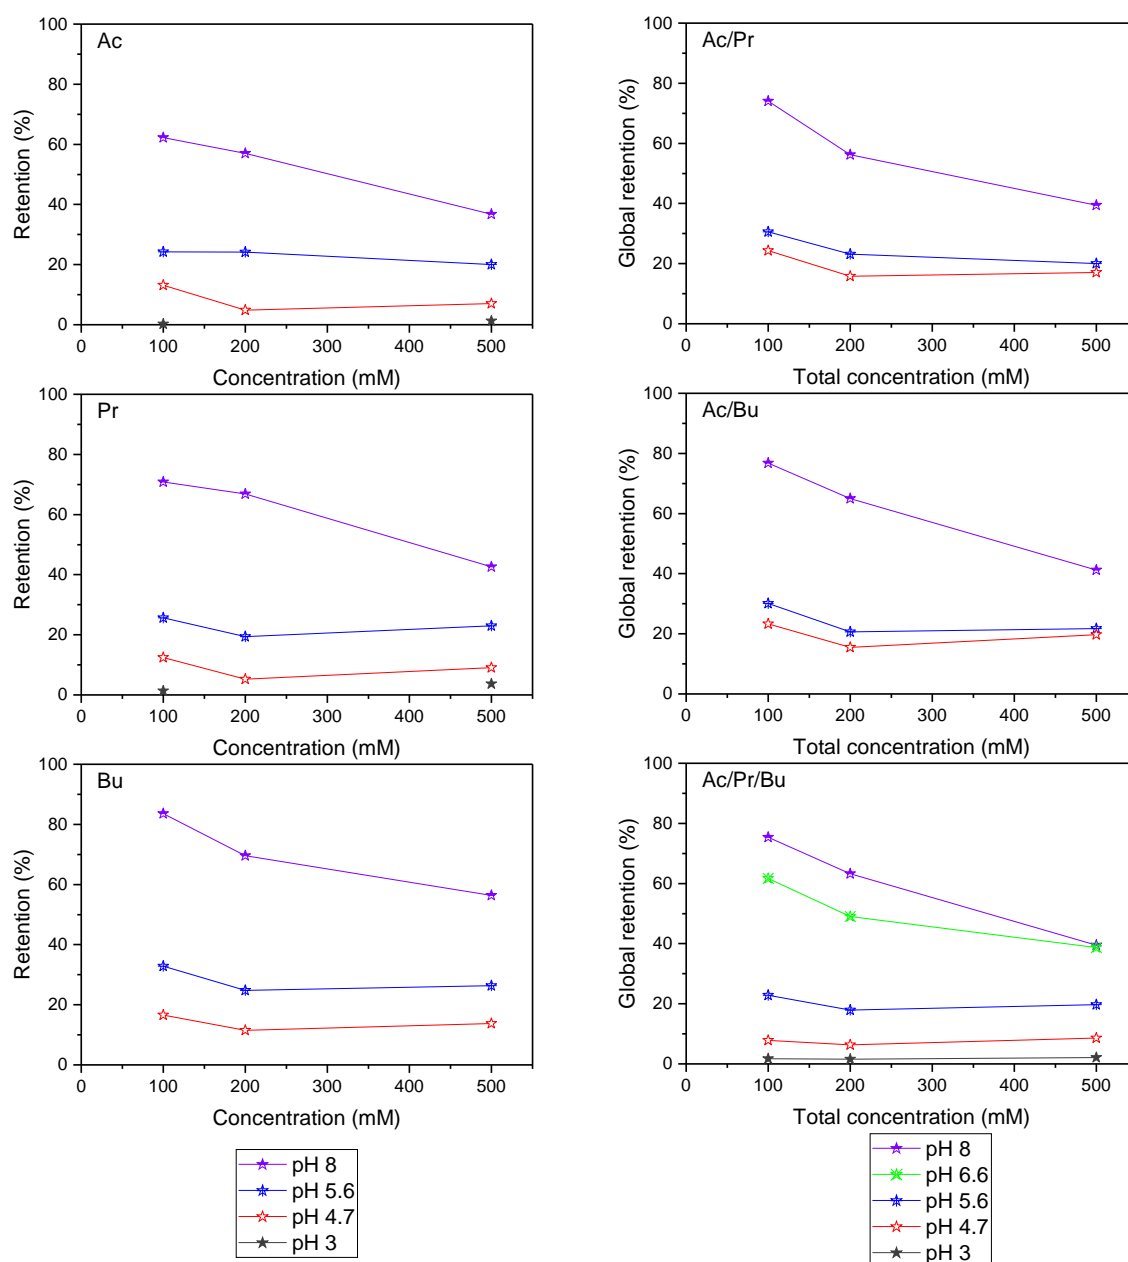 Ac
Retention (%)
100
80
60
40
20
0
0 100 200 300 400 500
Concentration (mM)
Ac/Pr
Global retention (%)
100
80
60
40
20
0
0 100 200 300 400 500
Total concentration (mM)
Pr
Retention (%)
100
80
60
40
20
0
0 100 200 300 400 500
Concentration (mM)
Ac/Bu
Global retention (%)
100
80
60
40
20
0
0 100 200 300 400 500
Total concentration (mM)
Bu
Retention (%)
100
80
60
40
20
0
0 100 200 300 400 500
Concentration (mM)
Ac/Pr/Bu
Global retention (%)
100
80
60
40
20
0
0 100 200 300 400 500
Total concentration (mM)
pH 8
pH 5.6
pH 4.7
pH 3
pH 8
pH 6.6
pH 5.6
pH 4.7
pH 3